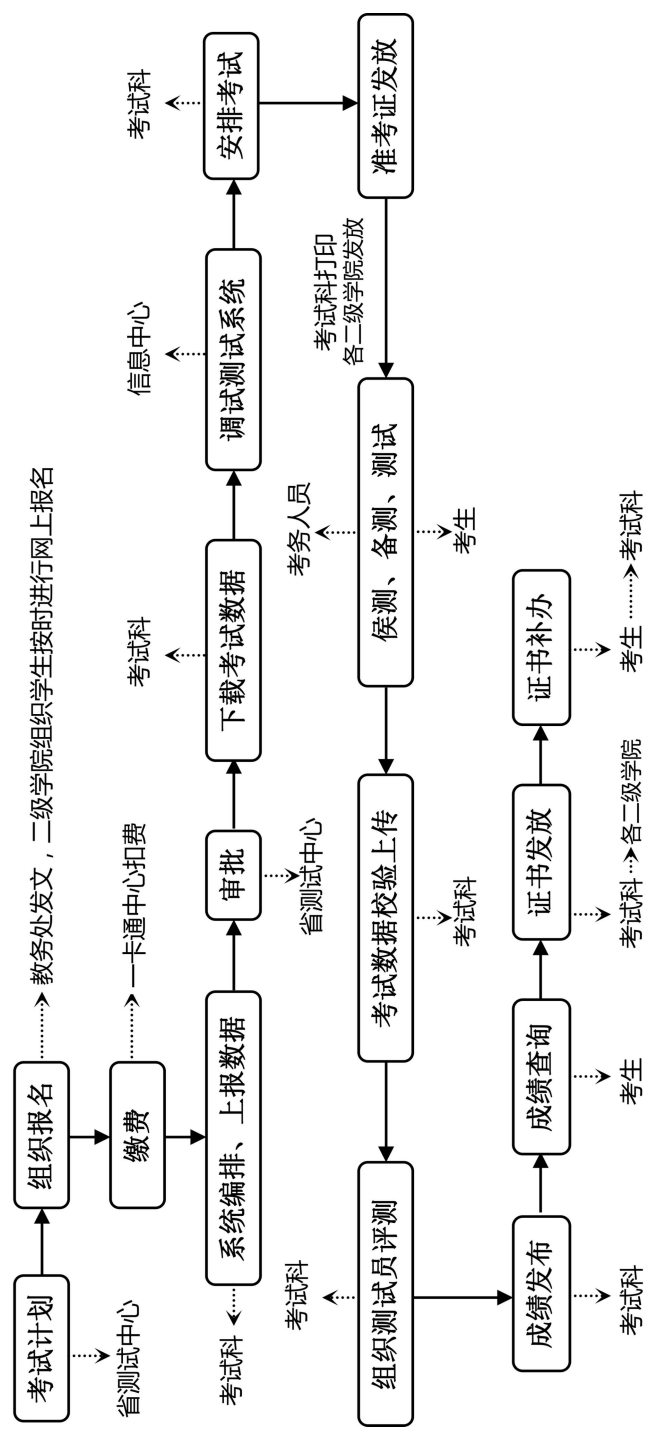 考试计划
省测试中心
组织报名
教务处发文，二级学院组织学生按时进行网上报名
缴费
一卡通中心扣费
系统编排、上报数据
考试科
审批
省测试中心
下载考试数据
考试科
调试测试系统
信息中心
安排考试
考试科
准考证发放
考试科打印
各二级学院发放
侯测、备测、测试
考务人员
考生
考试数据校验上传
考试科
组织测试员评测
考试科
成绩发布
考试科
成绩查询
考生
证书发放
考试科
各二级学院
证书补办
考生
考试科